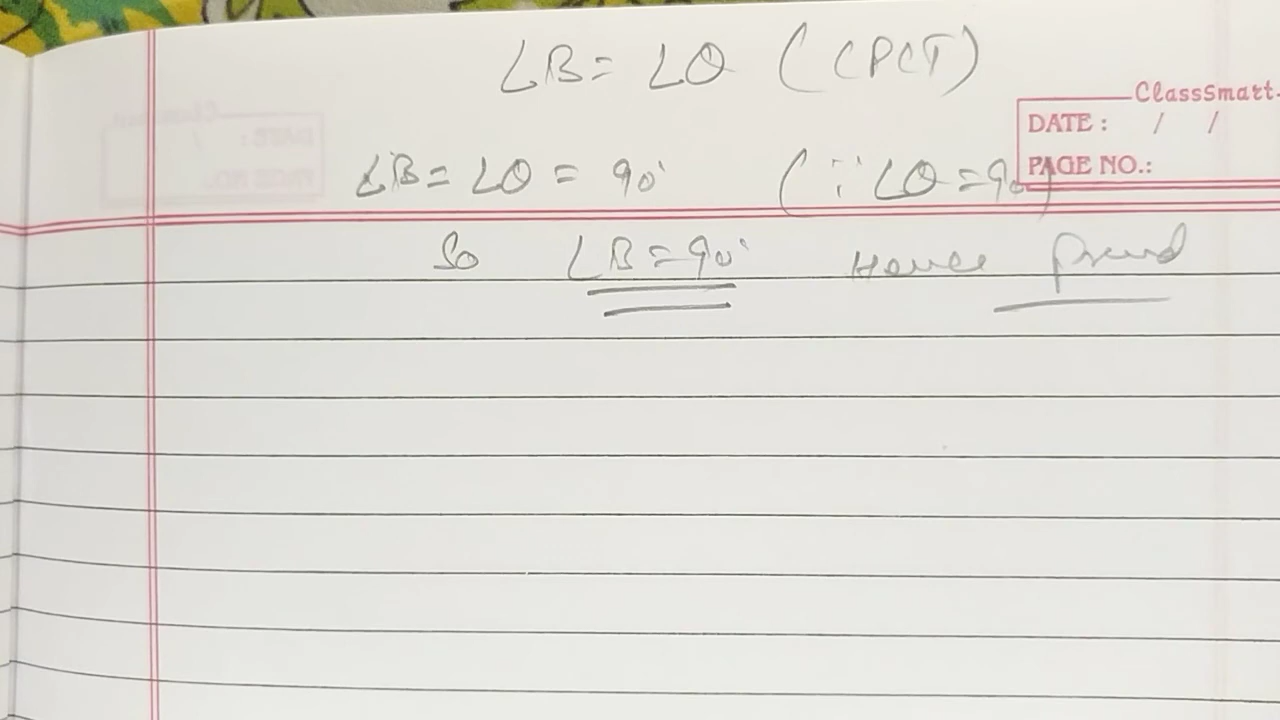 ∠B = ∠Q (CPCT)
ClassSmart
DATE : / /
PAGE NO.:
∠B = ∠Q = 90° (∵ ∠Q = 90°)
So ∠B = 90° Hence proved